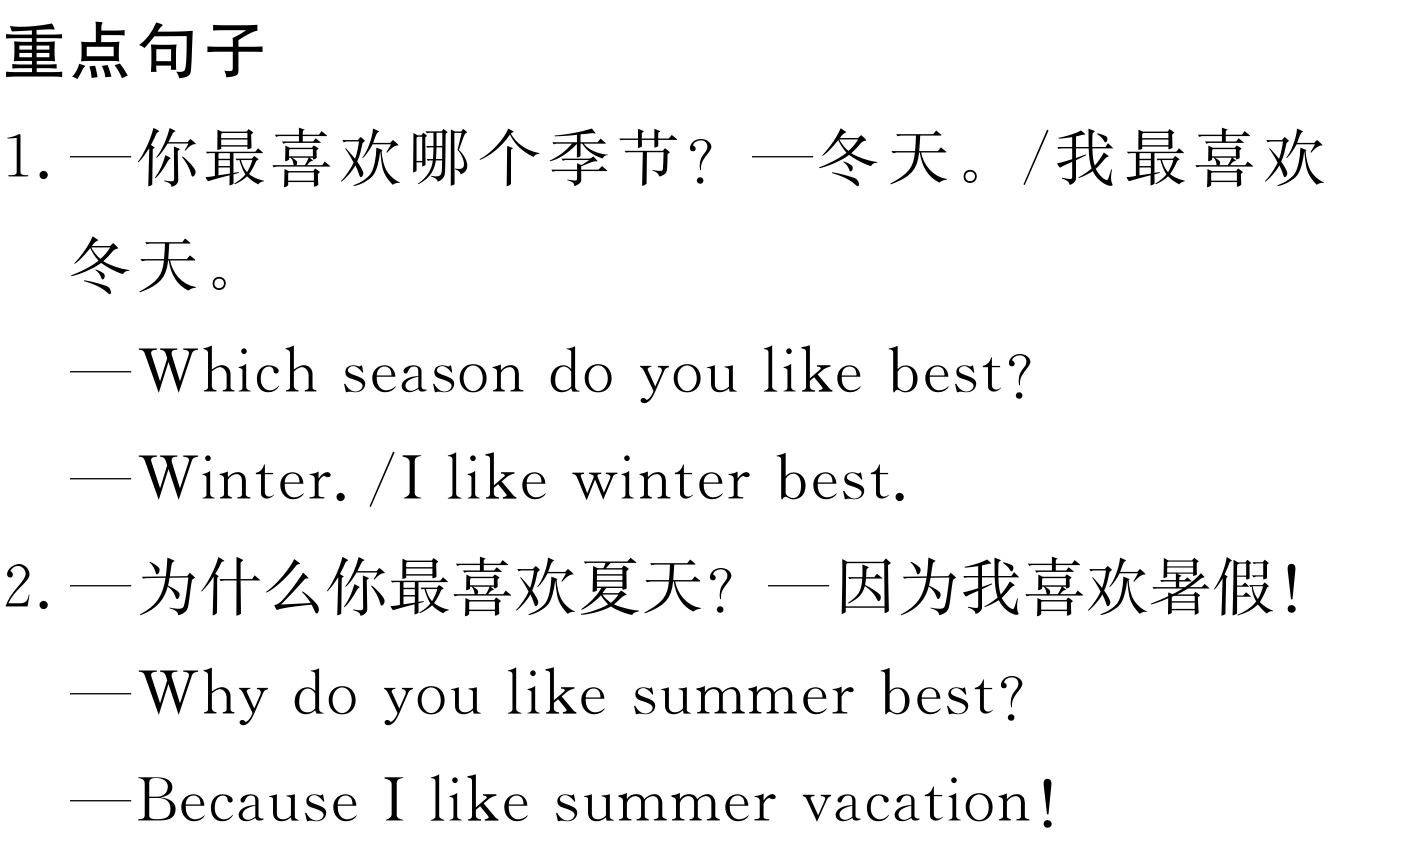 重点句子
1. —你最喜欢哪个季节? —冬天。/我最喜欢
冬天。
—Which season do you like best?
—Winter. /I like winter best.
2. —为什么你最喜欢夏天? —因为我喜欢暑假!
—Why do you like summer best?
—Because I like summer vacation!